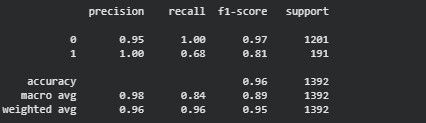 precision recall f1-score support
0 0.95 1.00 0.97 1201
1 1.00 0.68 0.81 191
accuracy 0.96 1392
macro avg 0.98 0.84 0.89 1392
weighted avg 0.96 0.96 0.95 1392